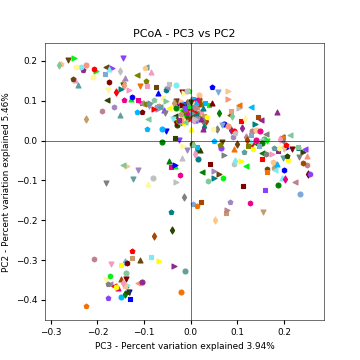 PCoA - PC3 vs PC2
PC2 - Percent variation explained 5.46%
0.2
0.1
0.0
−0.1
−0.2
−0.3
−0.4
−0.3 −0.2 −0.1 0.0 0.1 0.2
PC3 - Percent variation explained 3.94%